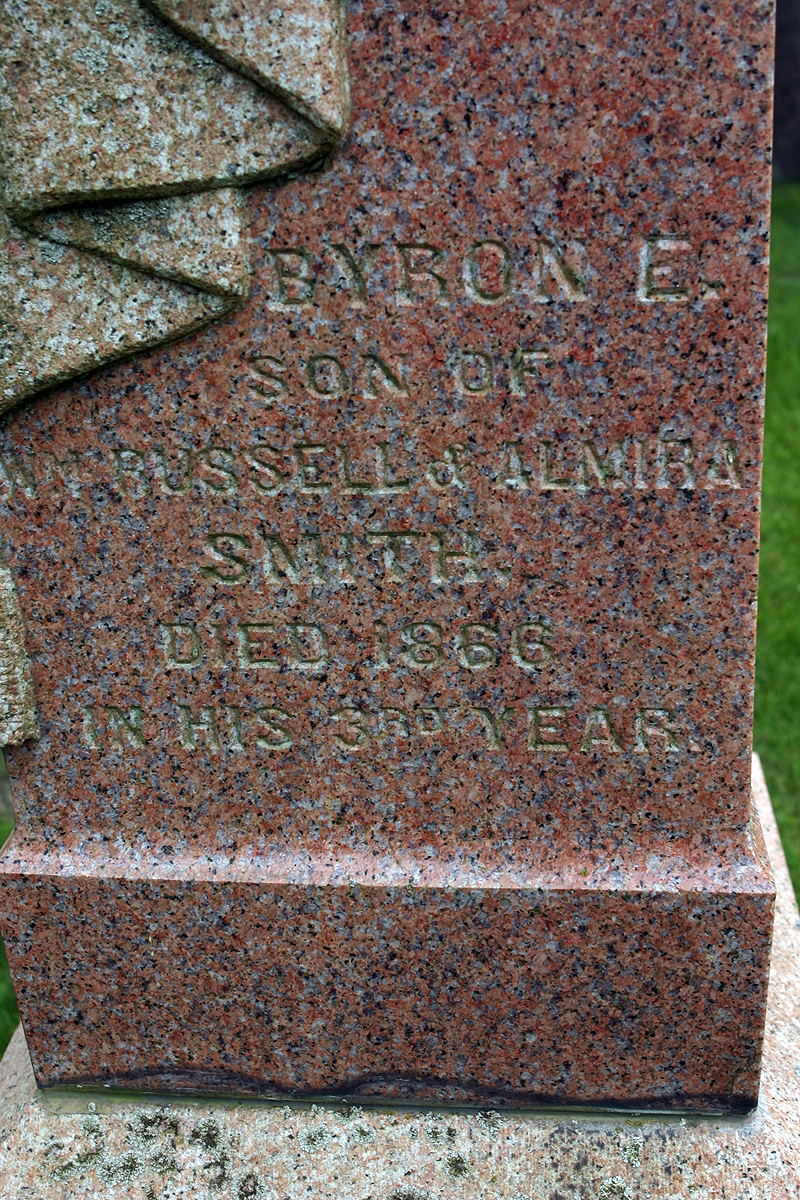 BYRON E.
SON OF
WM RUSSELL & ALMIRA
SMITH.
DIED 1866
IN HIS 3RD YEAR.